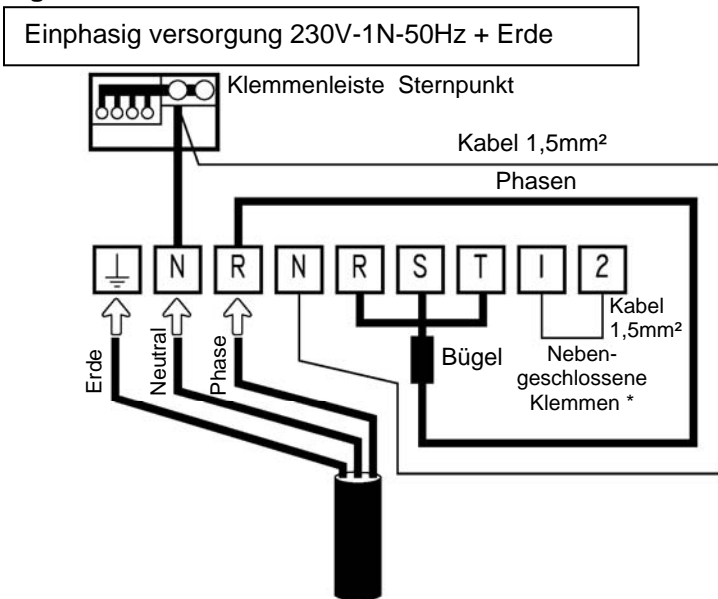 Einphasig versorgung 230V-1N-50Hz + Erde
Klemmenleiste Sternpunkt
Kabel 1,5mm²
Phasen
N R N R S T 1 2
Kabel
1,5mm²
Erde
Neutral
Phase
Bügel
Neben-
geschlossene
Klemmen *